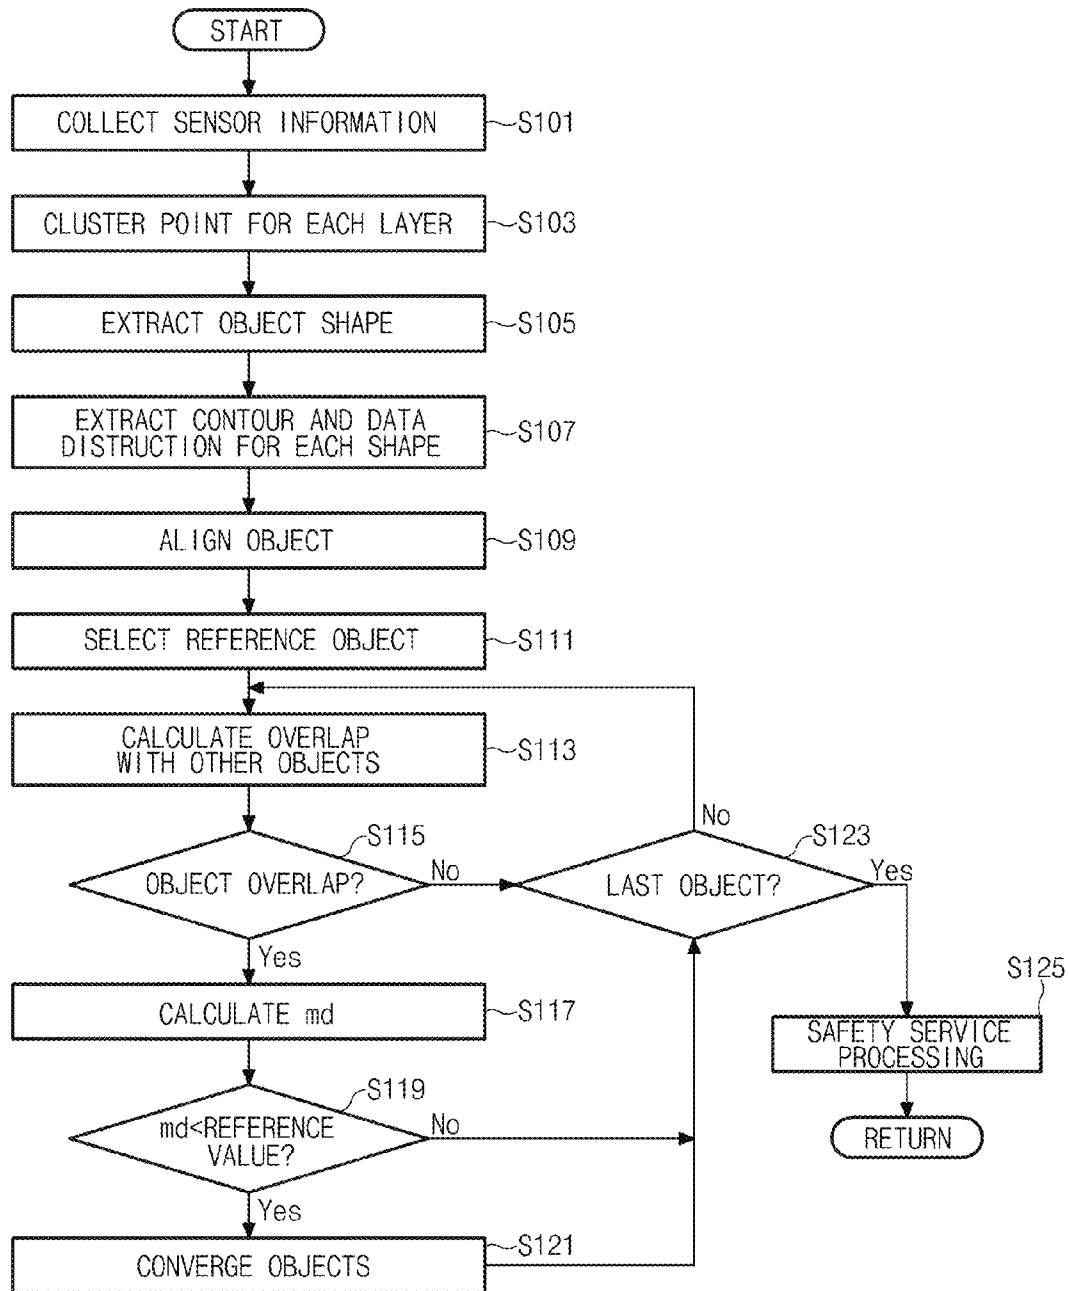 START
COLLECT SENSOR INFORMATION
S101
CLUSTER POINT FOR EACH LAYER
S103
EXTRACT OBJECT SHAPE
S105
EXTRACT CONTOUR AND DATA
DISTRUCTION FOR EACH SHAPE
S107
ALIGN OBJECT
S109
SELECT REFERENCE OBJECT
S111
CALCULATE OVERLAP
WITH OTHER OBJECTS
S113
OBJECT OVERLAP?
S115
No
Yes
LAST OBJECT?
S123
No
Yes
CALCULATE md
S117
S125
SAFETY SERVICE
PROCESSING
md<REFERENCE
VALUE?
S119
No
Yes
RETURN
CONVERGE OBJECTS
S121